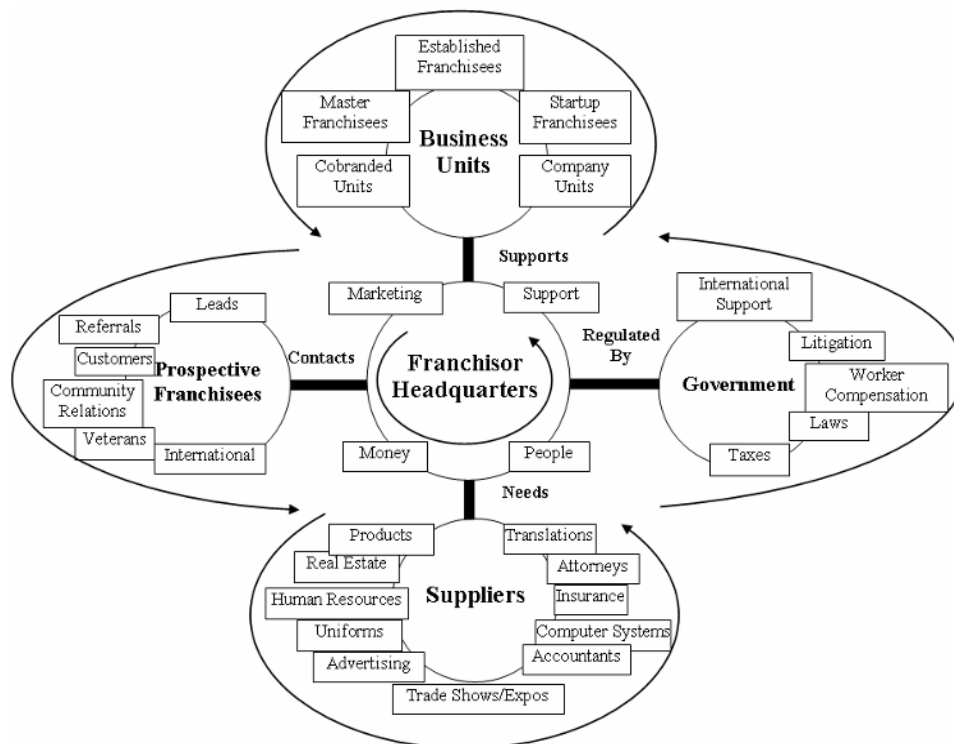 Established
Franchisees
Master
Franchisees
Startup
Franchisees
Business
Units
Cobranded
Units
Company
Units
Supports
Marketing
Support
International
Support
Leads
Referrals
Customers
Community
Relations
Veterans
International
Prospective
Franchisees
Contacts
Franchisor
Headquarters
Regulated
By
Government
Litigation
Worker
Compensation
Laws
Taxes
Money
People
Needs
Products
Real Estate
Human Resources
Uniforms
Advertising
Suppliers
Translations
Attorneys
Insurance
Computer Systems
Accountants
Trade Shows/Expos